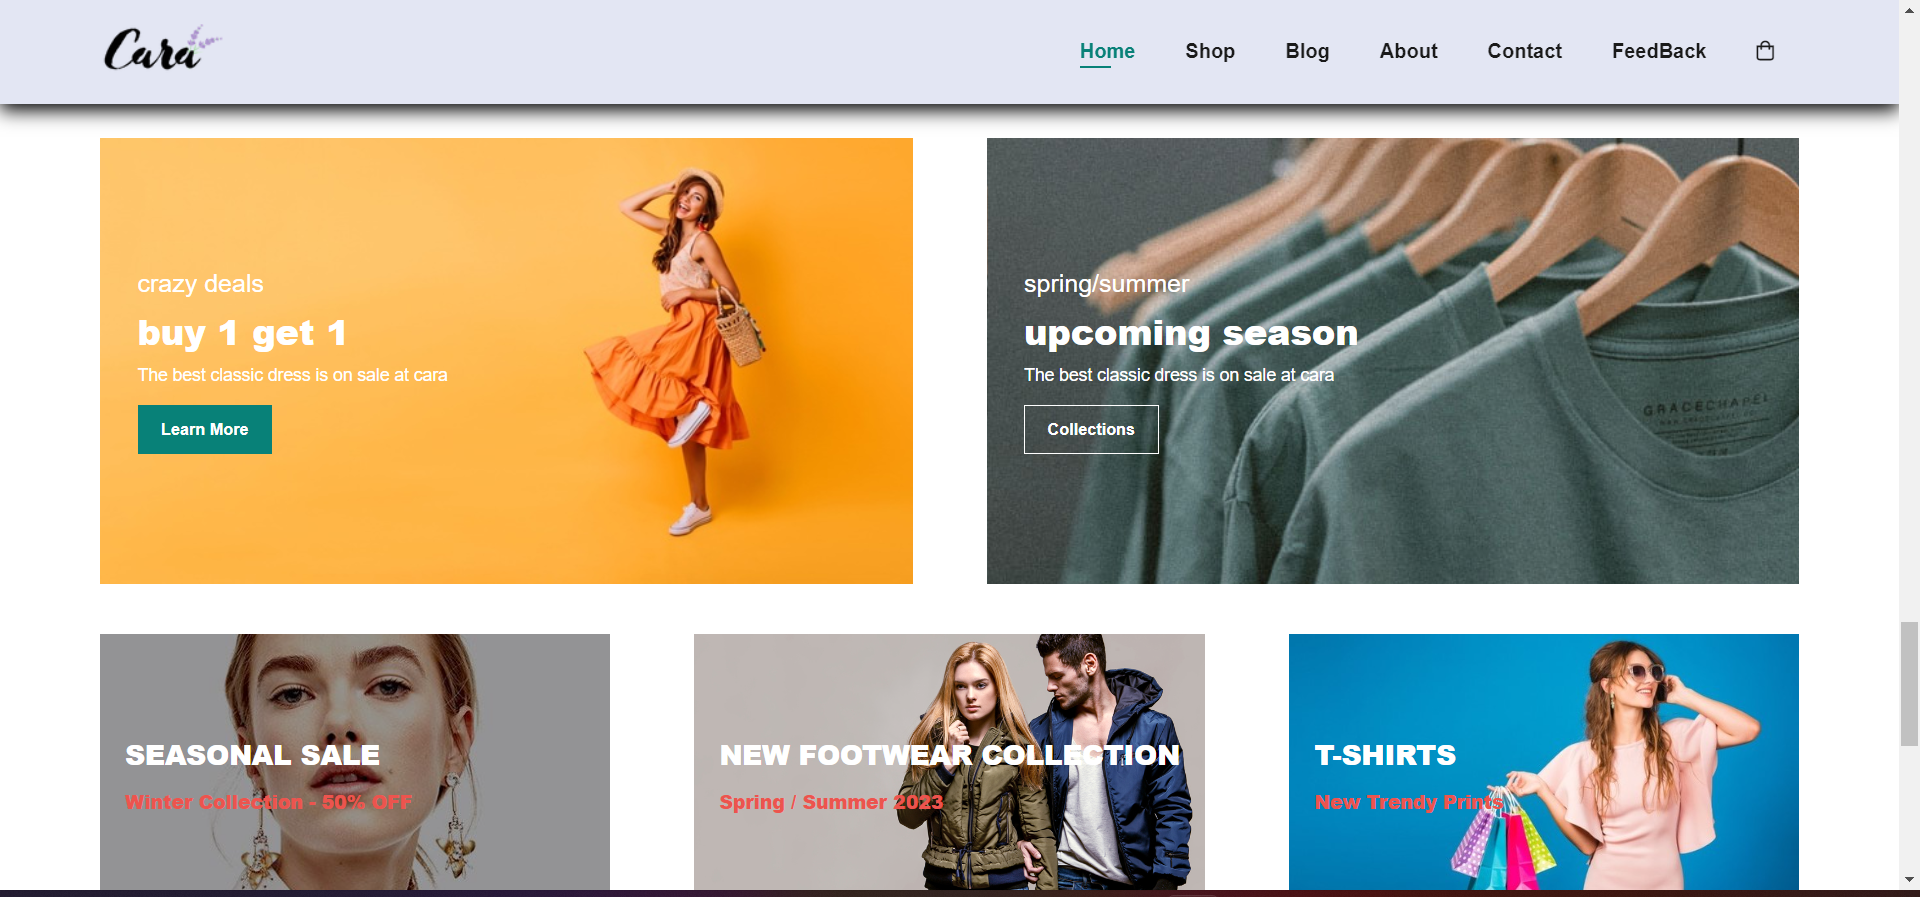 Cara
Home Shop Blog About Contact FeedBack
crazy deals
buy 1 get 1
The best classic dress is on sale at cara
Learn More
spring/summer
upcoming season
The best classic dress is on sale at cara
Collections
GRACECHAPEL
SEASONAL SALE
Winter Collection - 50% OFF
NEW FOOTWEAR COLLECTION
Spring / Summer 2023
T-SHIRTS
New Trendy Prints